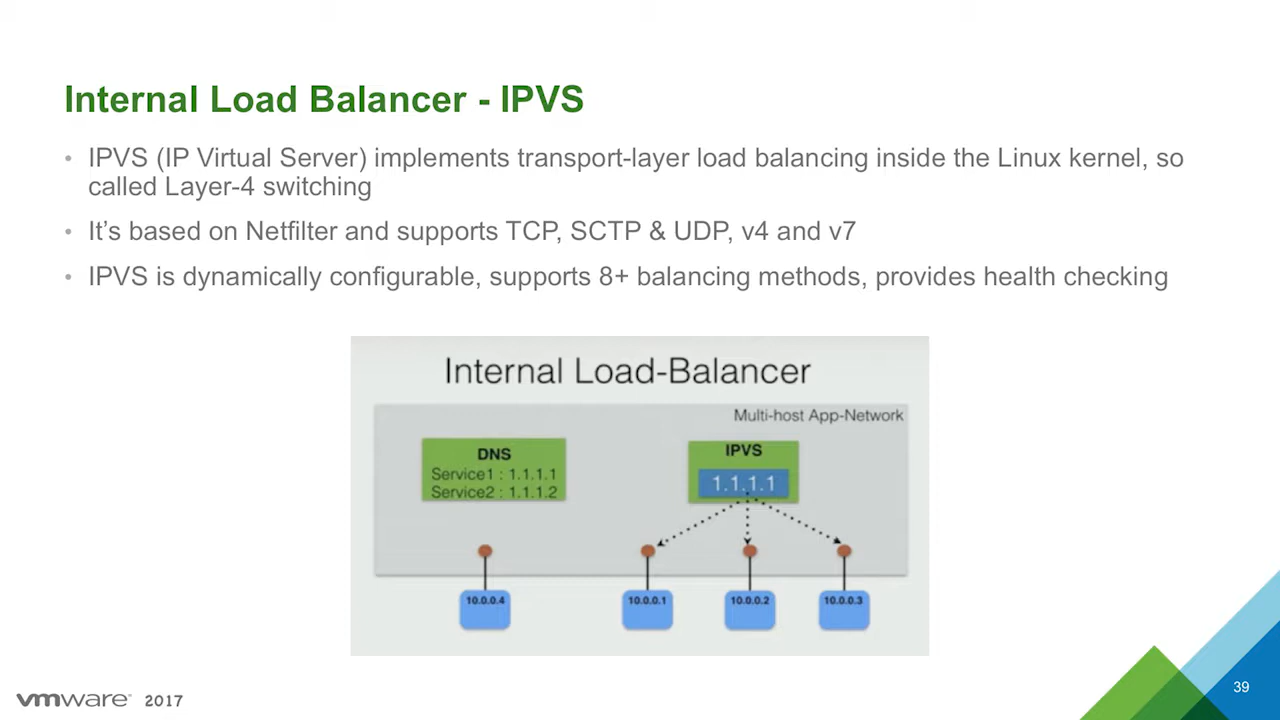 Internal Load Balancer - IPVS
• IPVS (IP Virtual Server) implements transport-layer load balancing inside the Linux kernel, so
called Layer-4 switching
• It’s based on Netfilter and supports TCP, SCTP & UDP, v4 and v7
• IPVS is dynamically configurable, supports 8+ balancing methods, provides health checking
Internal Load-Balancer
Multi-host App-Network
DNS
Service1 : 1.1.1.1
Service2 : 1.1.1.2
IPVS
1.1.1.1
10.0.0.4
10.0.0.1
10.0.0.2
10.0.0.3
vmware 2017
39